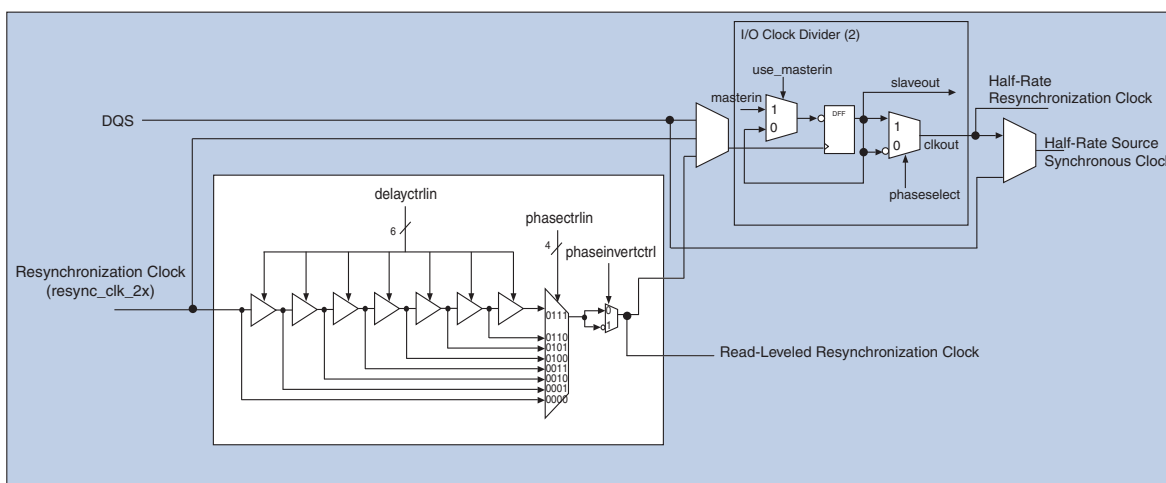 I/O Clock Divider (2)
use_masterin
masterin
1
0
DFF
slaveout
1
0
clkout
phaseselect
Half-Rate
Resynchronization Clock
Half-Rate Source
Synchronous Clock
DQS
delayctrlin
6
phasectrlin
4
phaseinvertctrl
Resynchronization Clock
(resync_clk_2x)
0111
0110
0101
0100
0011
0010
0001
0000
0
1
Read-Leveled Resynchronization Clock